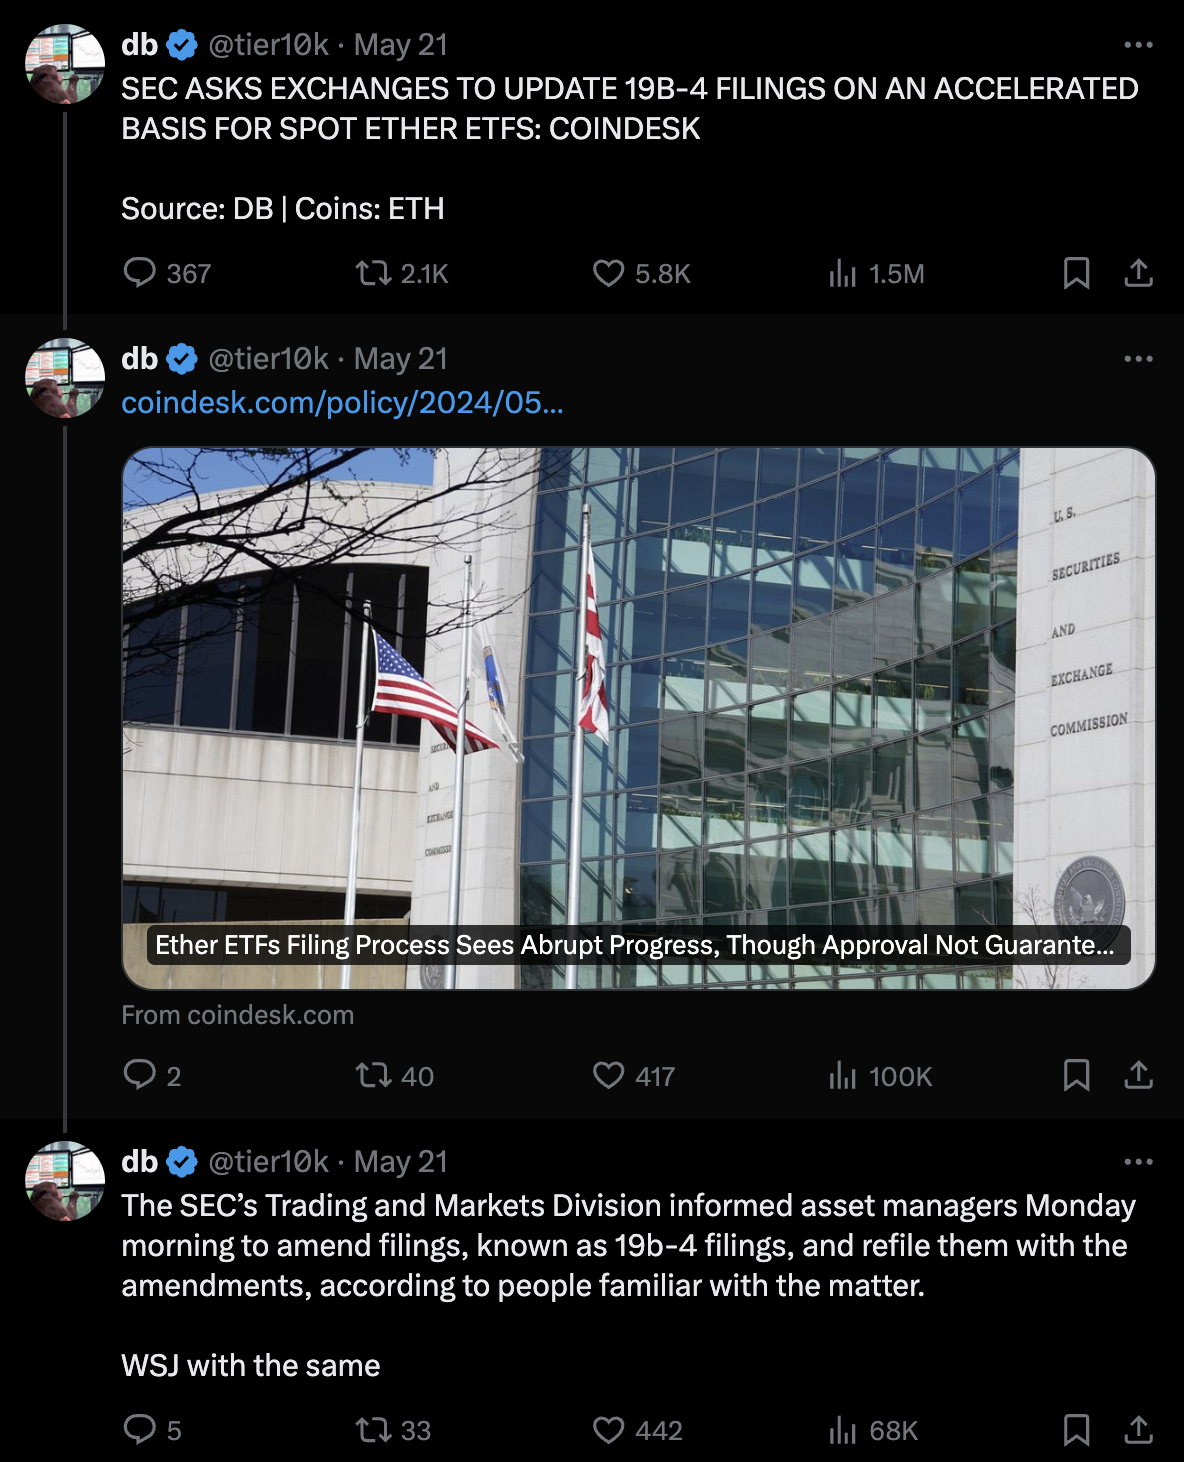 db @tier10k · May 21
SEC ASKS EXCHANGES TO UPDATE 19B-4 FILINGS ON AN ACCELERATED
BASIS FOR SPOT ETHER ETFS: COINDESK
Source: DB | Coins: ETH
367 2.1K 5.8K 1.5M
db @tier10k · May 21
coindesk.com/policy/2024/05...
U.S.
SECURITIES
AND
EXCHANGE
COMMISSION
AND
EXCHANGE
Ether ETFs Filing Process Sees Abrupt Progress, Though Approval Not Guarante...
From coindesk.com
2 40 417 100K
db @tier10k · May 21
The SEC’s Trading and Markets Division informed asset managers Monday
morning to amend filings, known as 19b-4 filings, and refile them with the
amendments, according to people familiar with the matter.
WSJ with the same
5 33 442 68K